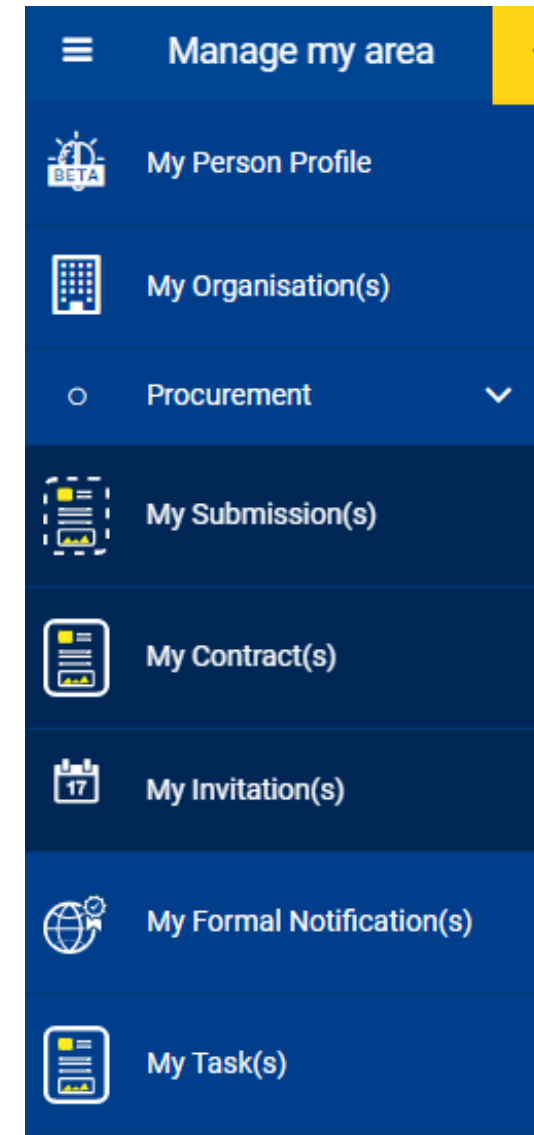 Manage my area
BETA
My Person Profile
My Organisation(s)
Procurement
My Submission(s)
My Contract(s)
17
My Invitation(s)
My Formal Notification(s)
My Task(s)